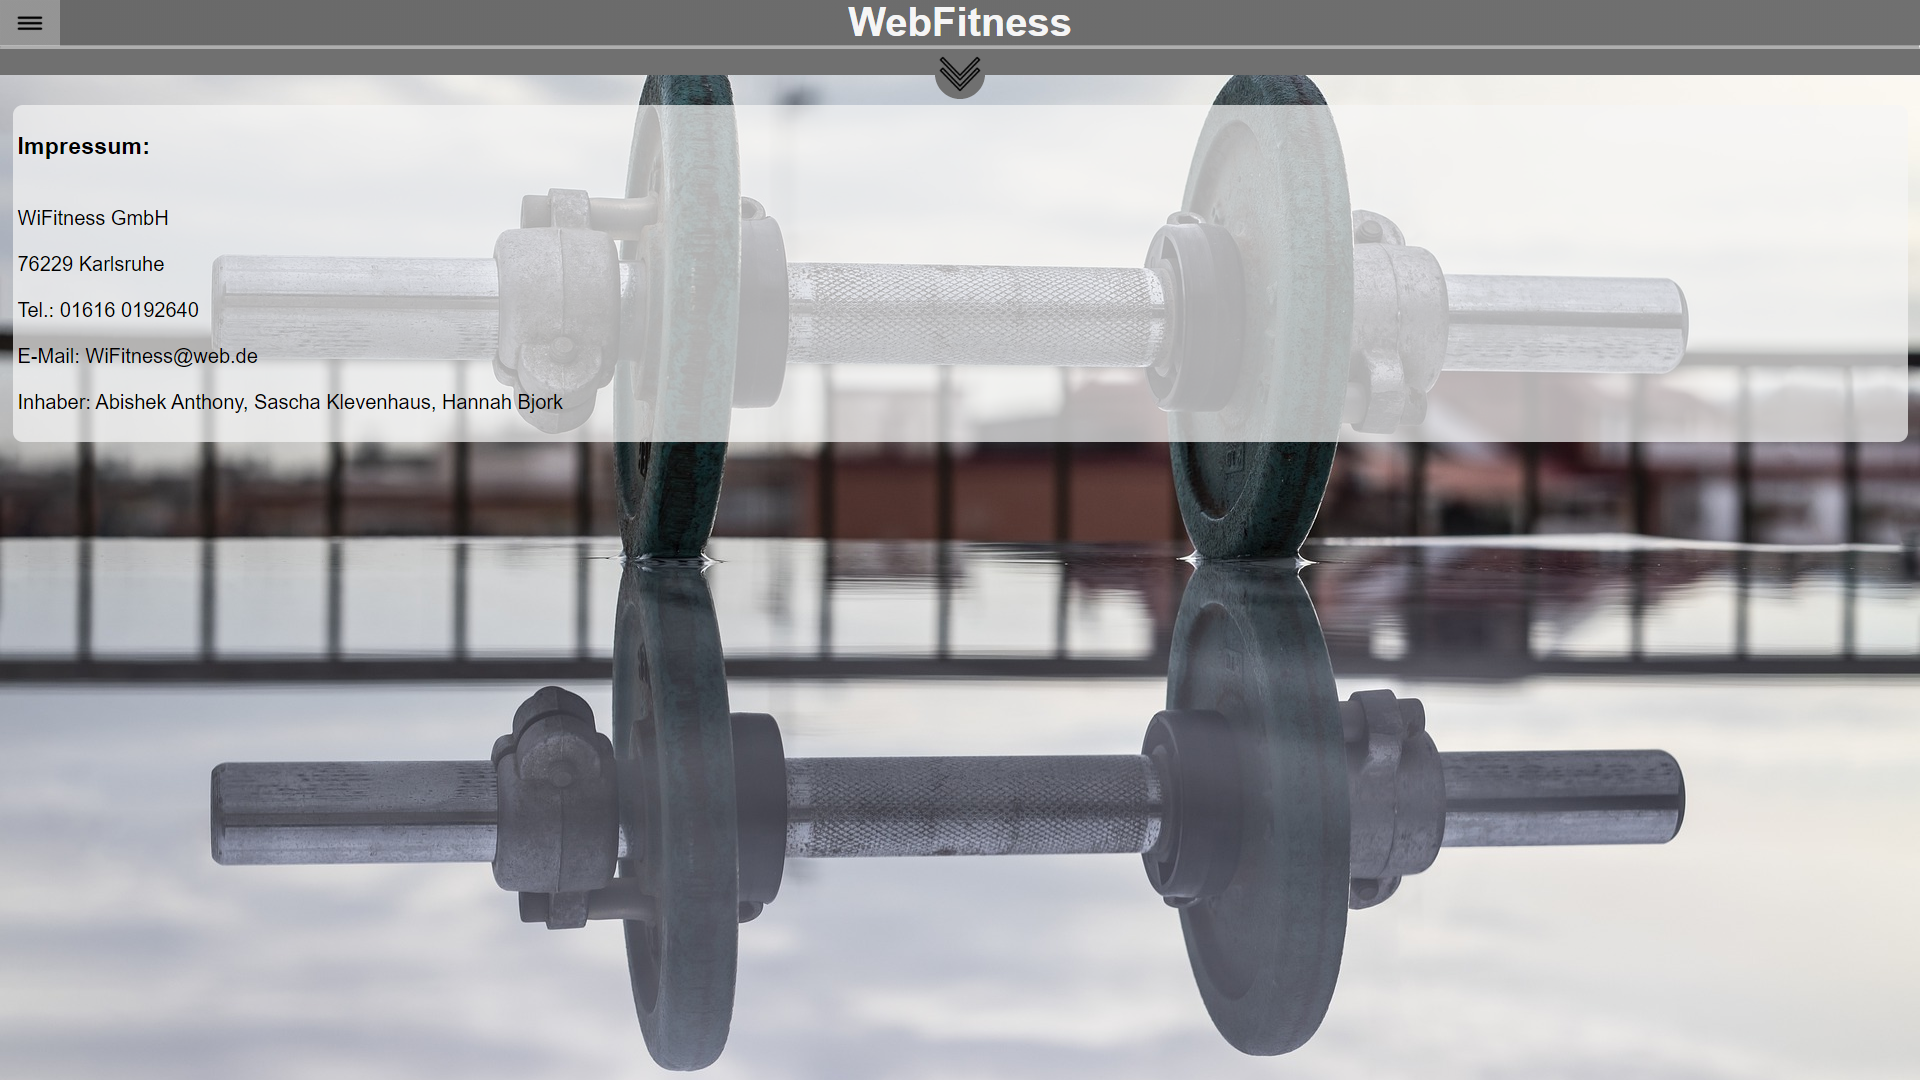 WebFitness
Impressum:
WiFitness GmbH
76229 Karlsruhe
Tel.: 01616 0192640
E-Mail: WiFitness@web.de
Inhaber: Abishek Anthony, Sascha Klevenhaus, Hannah Bjork